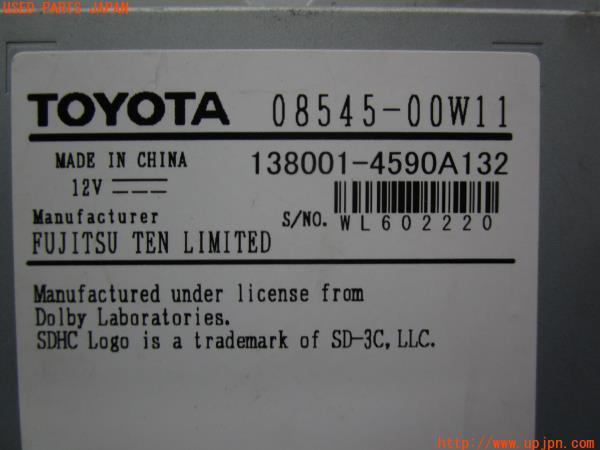 USED PARTS JAPAN
TOYOTA 08545-00W11
MADE IN CHINA 138001-4590A132
12V
Manufacturer S/NO. WL602220
FUJITSU TEN LIMITED
Manufactured under license from
Dolby Laboratories.
SDHC Logo is a trademark of SD-3C, LLC.
http://www.upjpn.com/